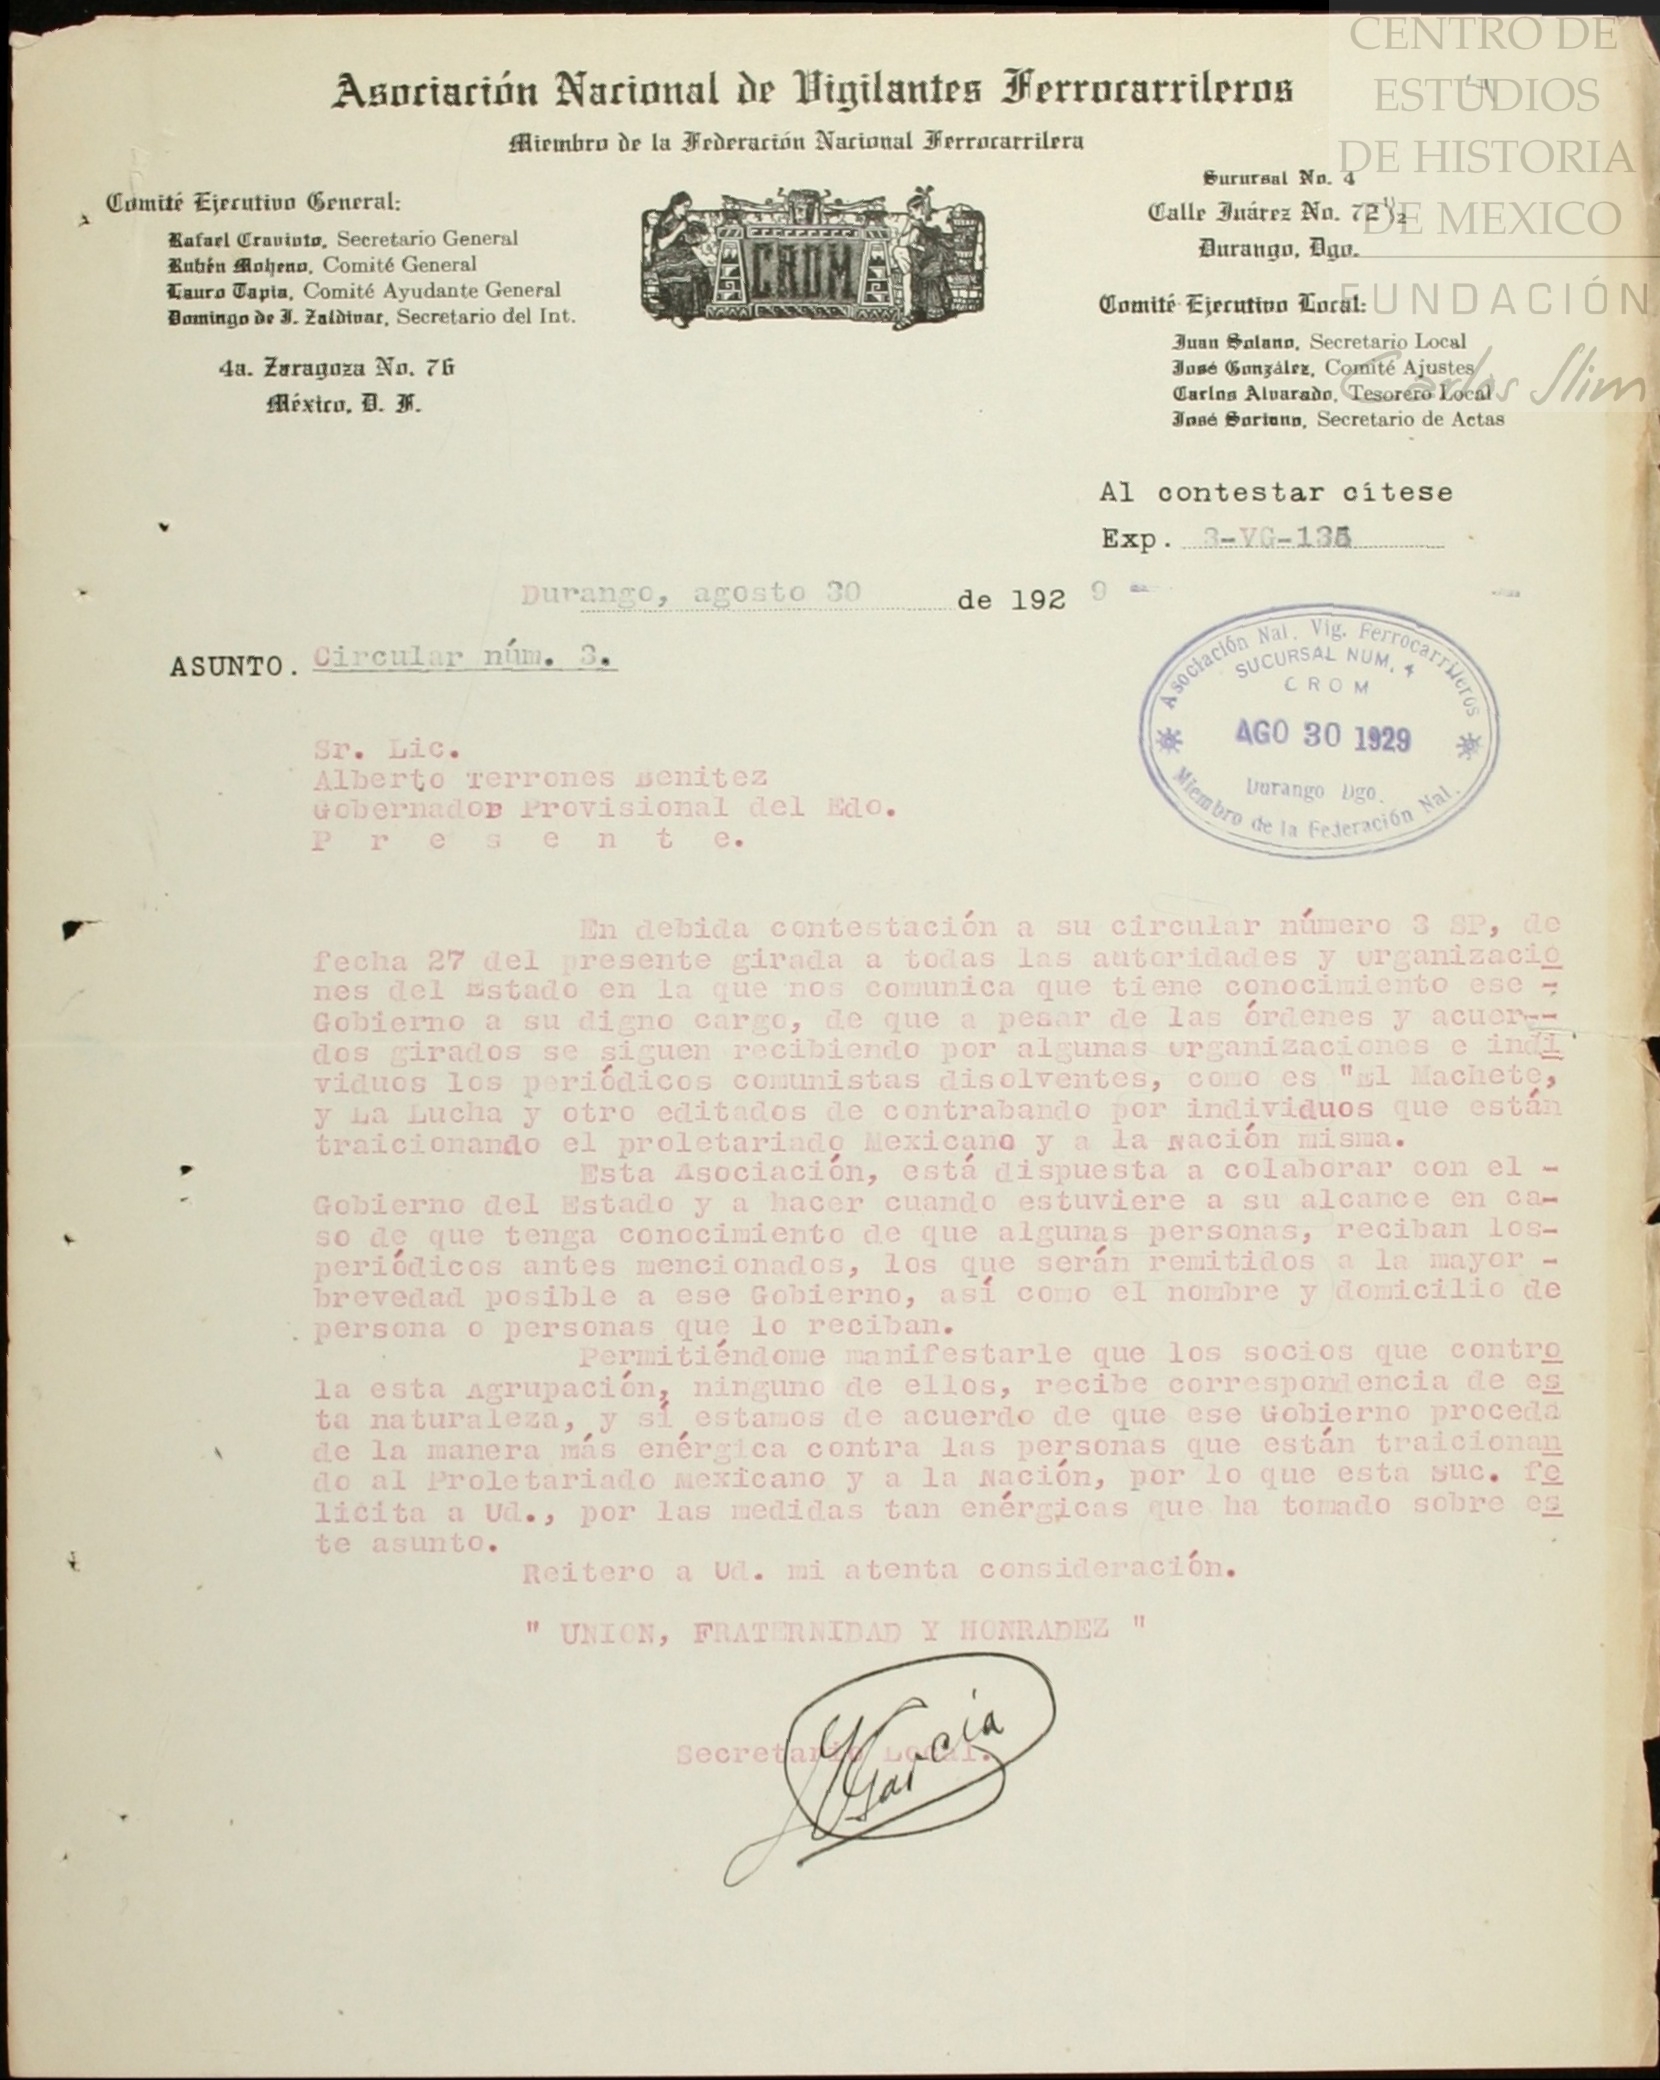 CENTRO DE
ESTUDIOS
DE HISTORIA
DE MEXICO
FUNDACIÓN
Carlos Slim
Asociación Nacional de Vigilantes Ferrocarrileros
Miembro de la Federación Nacional Ferrocarrilera
Comité Ejecutivo General:
Rafael Cravioto, Secretario General
Rubén Moheno, Comité General
Lauro Tapia, Comité Ayudante General
Domingo de J. Zaldivar, Secretario del Int.
4a. Zaragoza No. 76
México, D. F.
CROM
Sucursal No. 4
Calle Juárez No. 72 1/2
Durango, Dgo.
Comité Ejecutivo Local:
Juan Solano, Secretario Local
José González, Comité Ajustes
Carlos Alvarado, Tesorero Local
José Soriano, Secretario de Actas
Al contestar cítese
Exp. 3-VG-135
Durango, agosto 30 de 1929
ASUNTO. Circular núm. 3.
Asociación Nal. Vig. Ferrocarrileros
SUCURSAL NUM. 4
CROM
AGO 30 1929
Durango Dgo.
Miembro de la Federación Nal.
Sr. Lic.
Alberto Terrones Benitez
Gobernador Provisional del Edo.
P r e s e n t e.
En debida contestación a su circular número 3 SP, de
fecha 27 del presente girada a todas las autoridades y organizacio
nes del Estado en la que nos comunica que tiene conocimiento ese -
Gobierno a su digno cargo, de que a pesar de las órdenes y acuer--
dos girados se siguen recibiendo por algunas organizaciones e indi
viduos los periódicos comunistas disolventes, como es "El Machete,
y La Lucha y otro editados de contrabando por individuos que están
traicionando el proletariado Mexicano y a la Nación misma.
Esta Asociación, está dispuesta a colaborar con el -
Gobierno del Estado y a hacer cuando estuviere a su alcance en ca-
so de que tenga conocimiento de que algunas personas, reciban los-
periódicos antes mencionados, los que serán remitidos a la mayor -
brevedad posible a ese Gobierno, así como el nombre y domicilio de
persona o personas que lo reciban.
Permitiéndome manifestarle que los socios que contro
la esta Agrupación, ninguno de ellos, recibe correspondencia de es
ta naturaleza, y sí estamos de acuerdo de que ese Gobierno proceda
de la manera más enérgica contra las personas que están traicionan
do al Proletariado Mexicano y a la Nación, por lo que esta Suc. fe
licita a Ud., por las medidas tan enérgicas que ha tomado sobre es
te asunto.
Reitero a Ud. mi atenta consideración.
" UNION, FRATERNIDAD Y HONRADEZ "
Secretario Local.
García